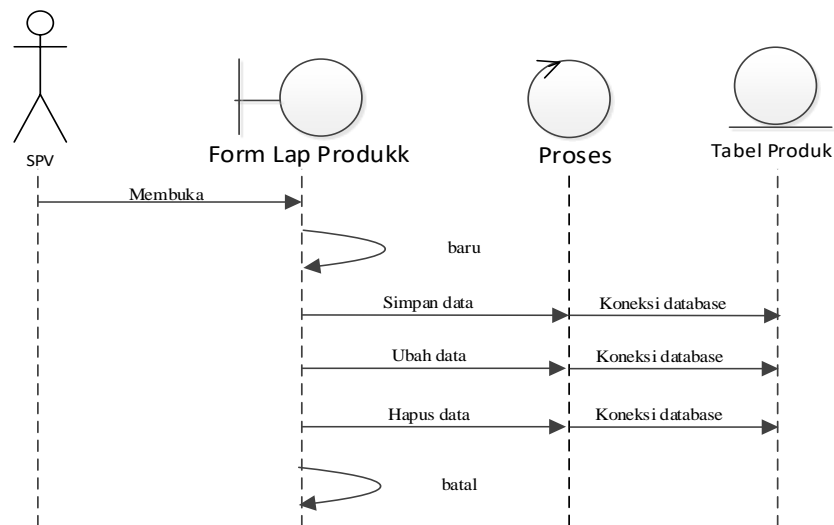 SPV
Form Lap Produkk
Proses
Tabel Produk
Membuka
baru
Simpan data
Koneksi database
Ubah data
Koneksi database
Hapus data
Koneksi database
batal